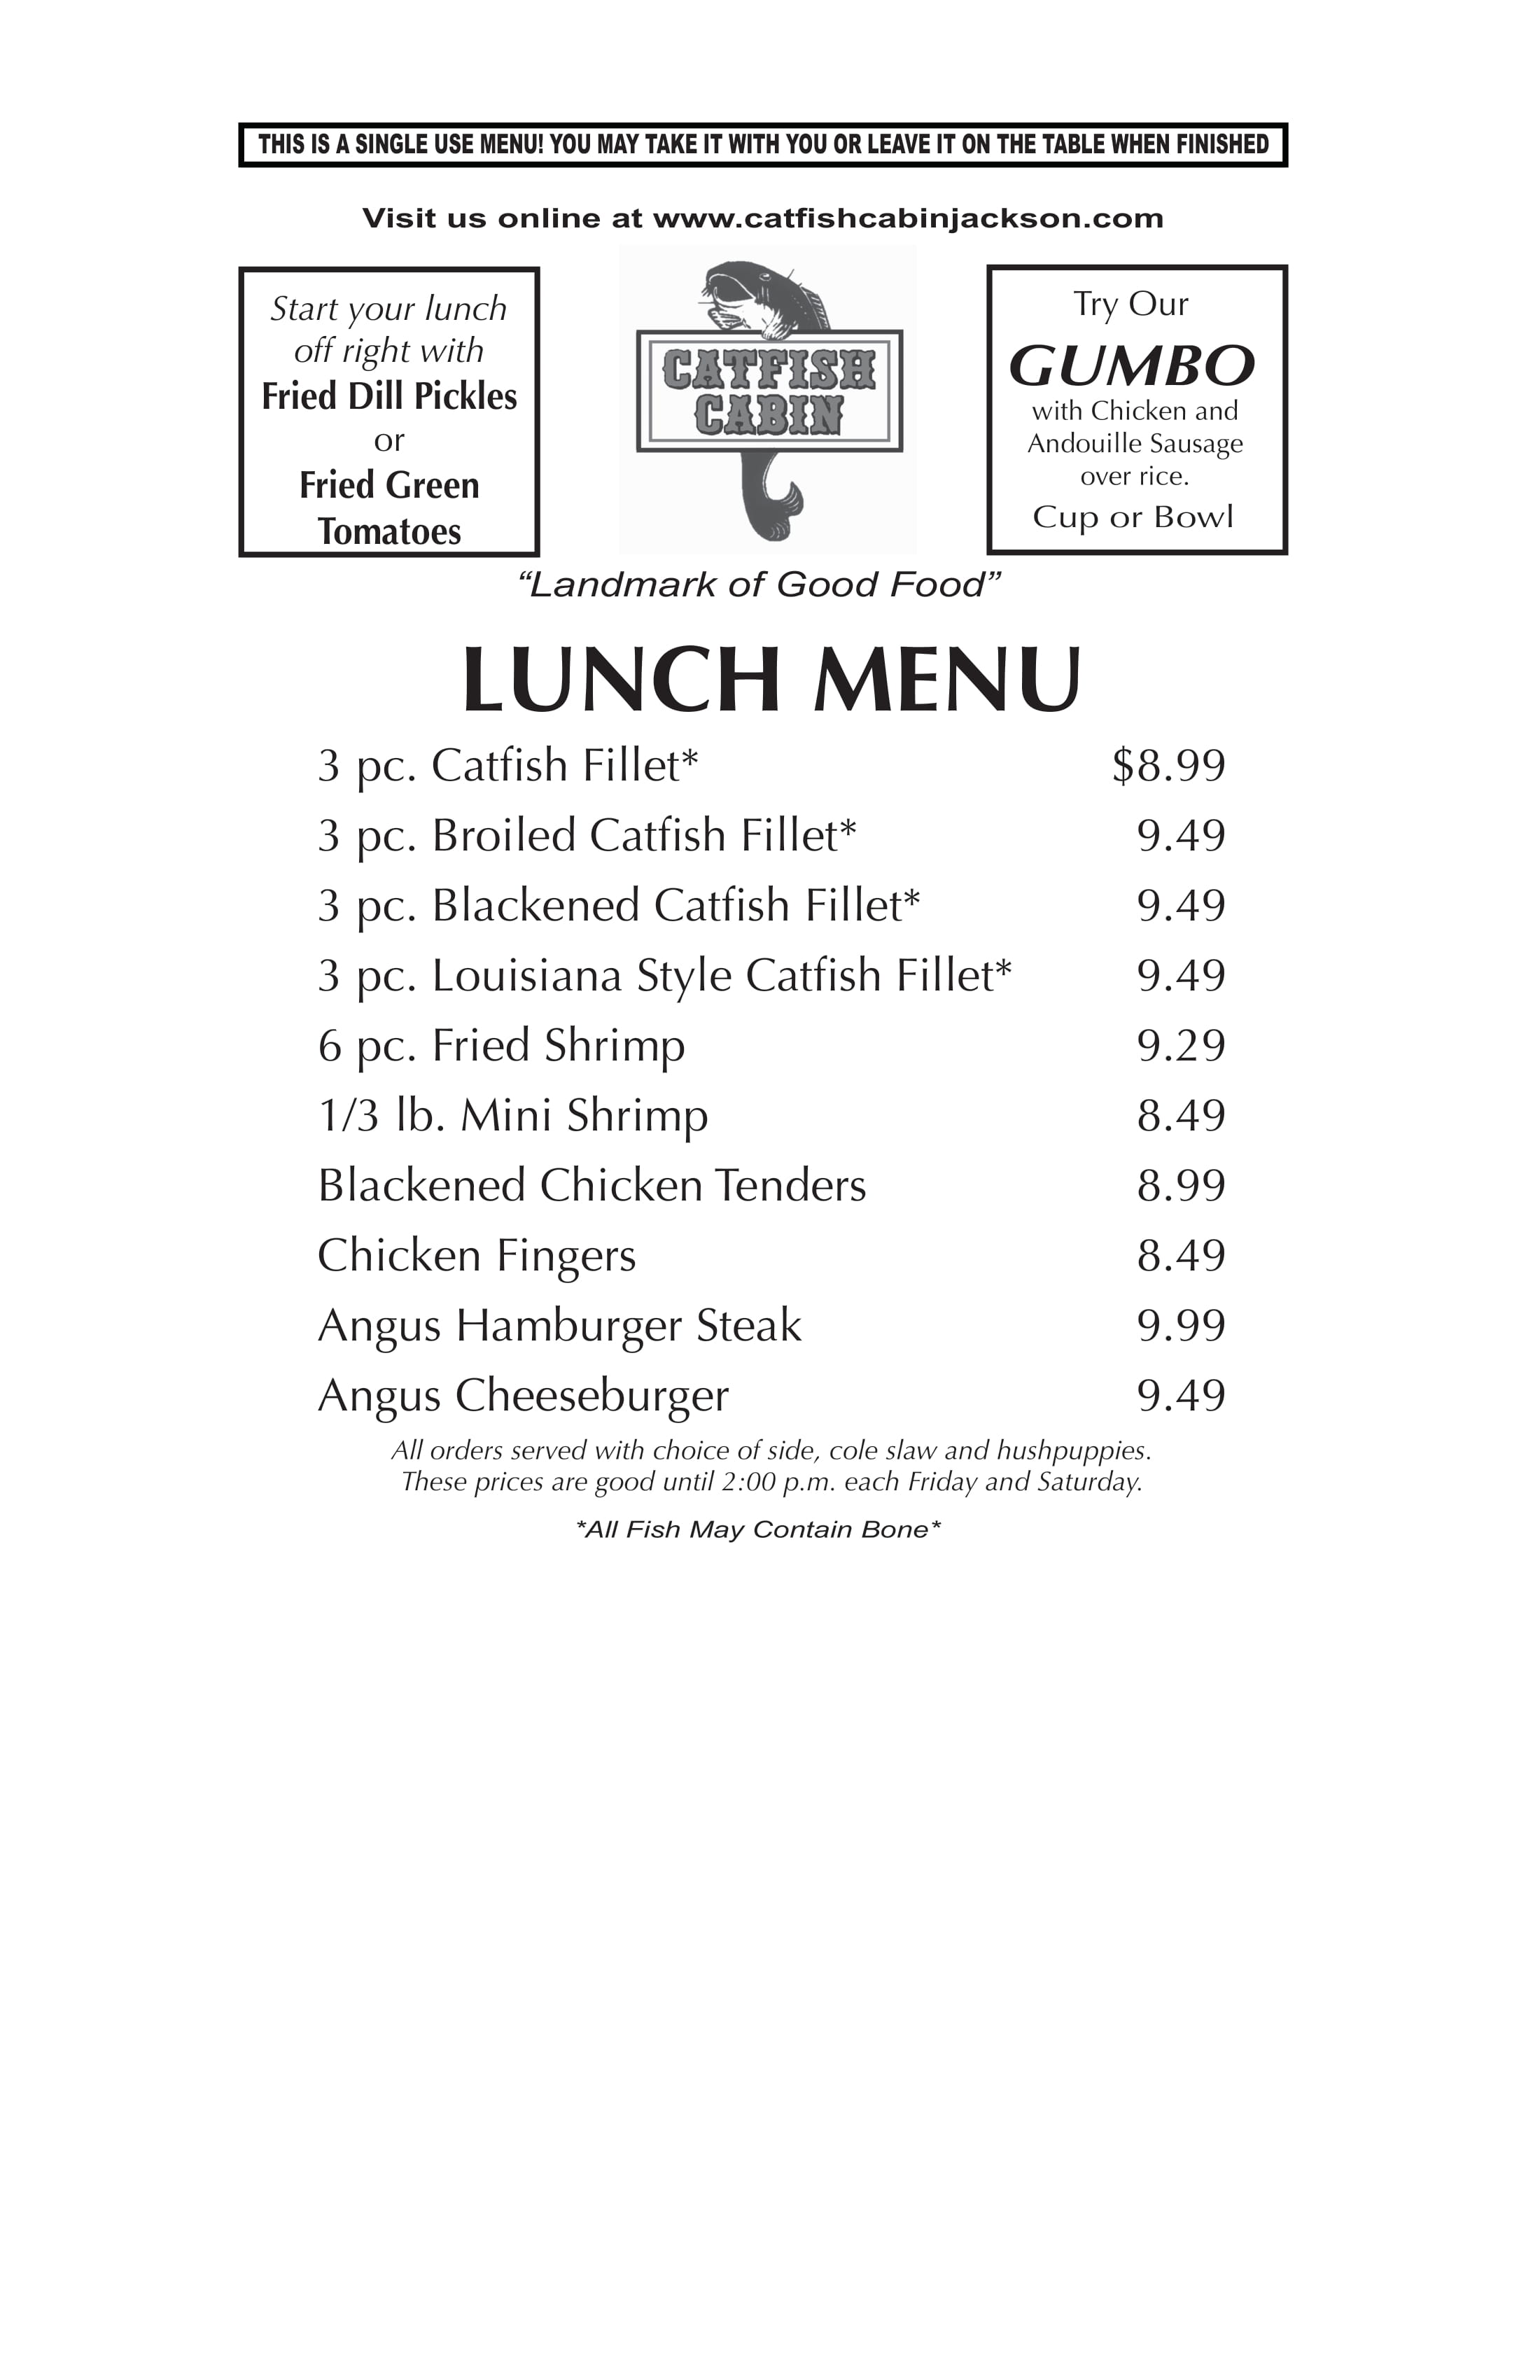 THIS IS A SINGLE USE MENU! YOU MAY TAKE IT WITH YOU OR LEAVE IT ON THE TABLE WHEN FINISHED
Visit us online at www.catfishcabinjackson.com
Start your lunch
off right with
Fried Dill Pickles
or
Fried Green
Tomatoes
CATFISH
CABIN
Try Our
GUMBO
with Chicken and
Andouille Sausage
over rice.
Cup or Bowl
“Landmark of Good Food”
LUNCH MENU
3 pc. Catfish Fillet* $8.99
3 pc. Broiled Catfish Fillet* 9.49
3 pc. Blackened Catfish Fillet* 9.49
3 pc. Louisiana Style Catfish Fillet* 9.49
6 pc. Fried Shrimp 9.29
1/3 lb. Mini Shrimp 8.49
Blackened Chicken Tenders 8.99
Chicken Fingers 8.49
Angus Hamburger Steak 9.99
Angus Cheeseburger 9.49
All orders served with choice of side, cole slaw and hushpuppies.
These prices are good until 2:00 p.m. each Friday and Saturday.
*All Fish May Contain Bone*